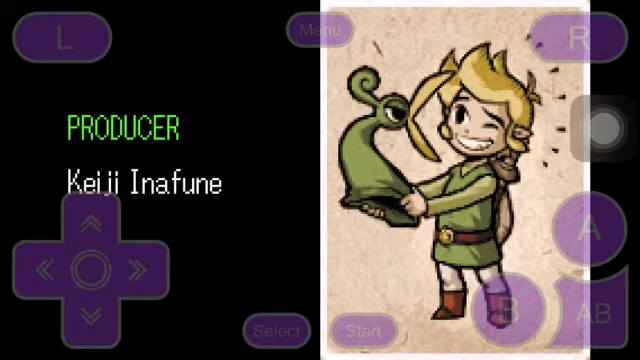 L
Menu
R
PRODUCER
Keiji Inafune
A
B
AB
Select
Start